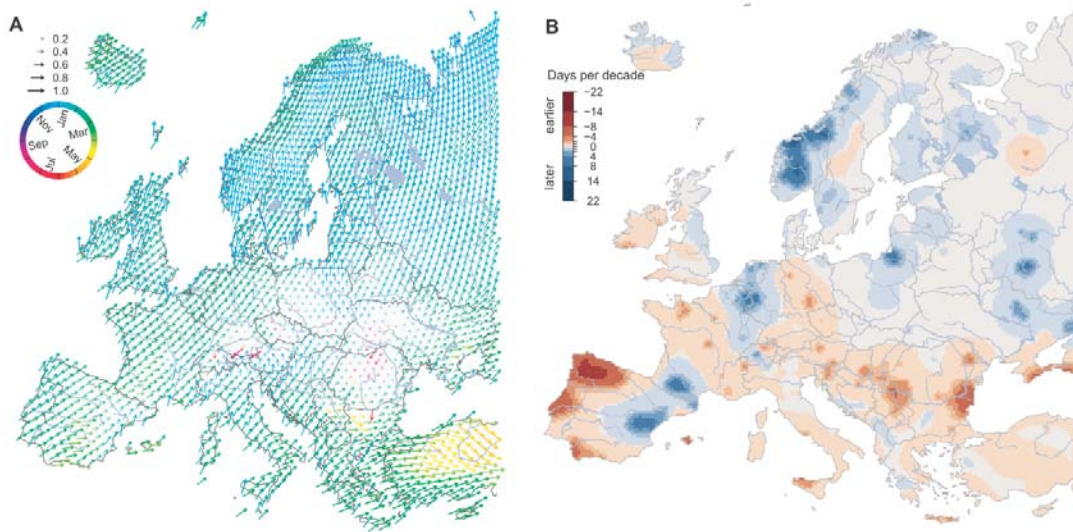 A
0.2
0.4
0.6
0.8
1.0
Jan
Mar
May
Jul
Sep
Nov
B
Days per decade
earlier
later
−22
−14
−8
−4
0
4
8
14
22